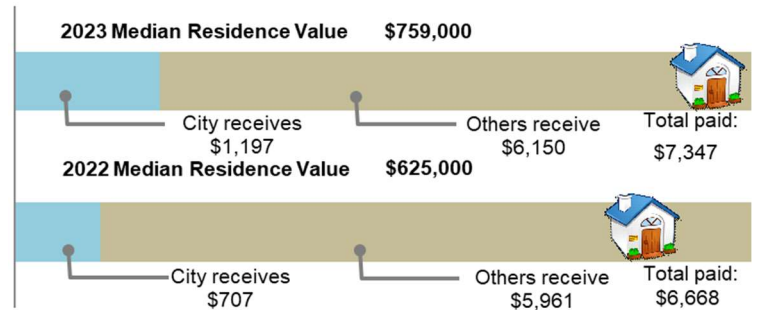 2023 Median Residence Value $759,000
City receives
$1,197
Others receive
$6,150
Total paid:
$7,347
2022 Median Residence Value $625,000
City receives
$707
Others receive
$5,961
Total paid:
$6,668